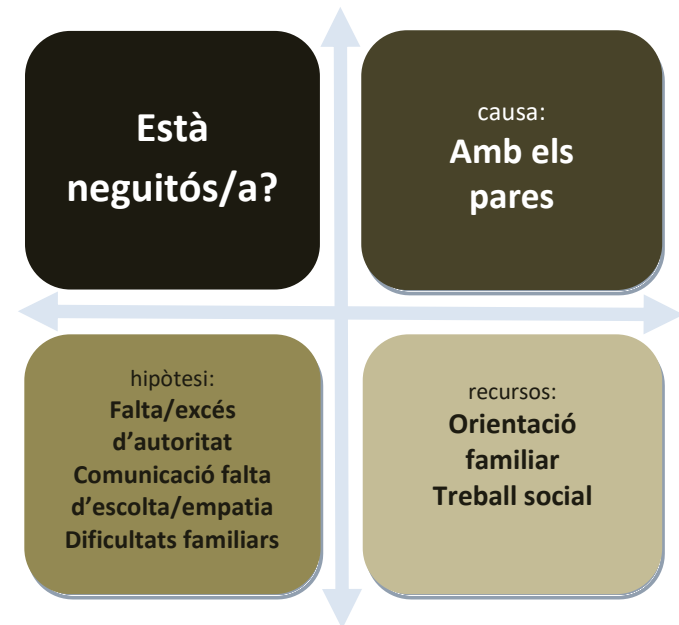 Està
neguitós/a?
causa:
Amb els
pares
hipòtesi:
Falta/excés
d’autoritat
Comunicació falta
d’escolta/empatia
Dificultats familiars
recursos:
Orientació
familiar
Treball social